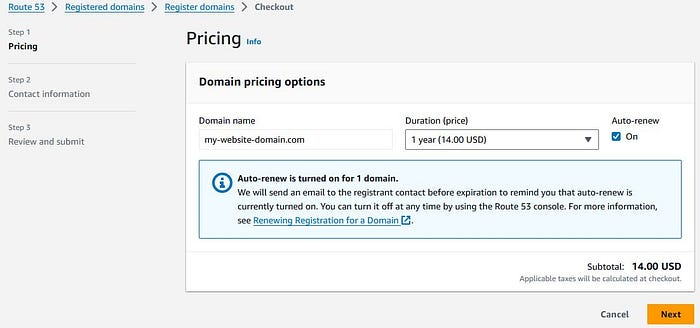 Route 53 > Registered domains > Register domains > Checkout
Step 1
Pricing
Step 2
Contact information
Step 3
Review and submit
Pricing Info
Domain pricing options
Domain name
my-website-domain.com
Duration (price)
1 year (14.00 USD)
Auto-renew
On
Auto-renew is turned on for 1 domain.
We will send an email to the registrant contact before expiration to remind you that auto-renew is
currently turned on. You can turn it off at any time by using the Route 53 console. For more information,
see Renewing Registration for a Domain.
Subtotal: 14.00 USD
Applicable taxes will be calculated at checkout.
Cancel
Next